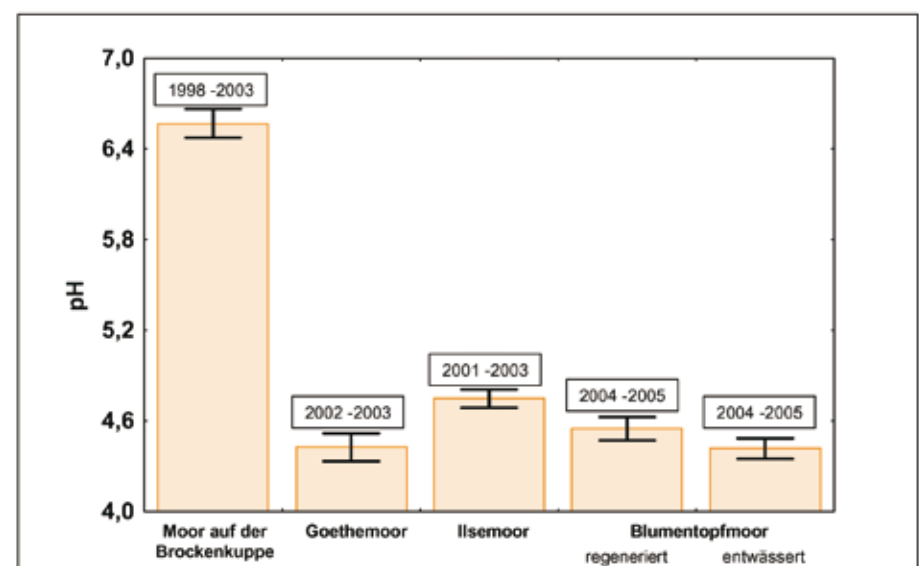 7,0
1998 -2003
6,4
5,8
pH
5,2
2001 -2003
2004 -2005
2002 -2003
2004 -2005
4,6
4,0
Moor auf der Brockenkuppe
Goethemoor
Ilsemoor
Blumentopfmoor
regeneriert
entwässert